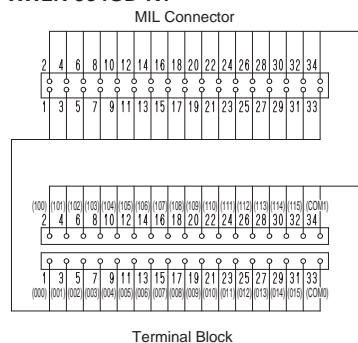 MIL Connector
2 4 6 8 10 12 14 16 18 20 22 24 26 28 30 32 34
1 3 5 7 9 11 13 15 17 19 21 23 25 27 29 31 33
(100) (101) (102) (103) (104) (105) (106) (107) (108) (109) (110) (111) (112) (113) (114) (115) (COM1)
2 4 6 8 10 12 14 16 18 20 22 24 26 28 30 32 34
1 3 5 7 9 11 13 15 17 19 21 23 25 27 29 31 33
(000) (001) (002) (003) (004) (005) (006) (007) (008) (009) (010) (011) (012) (013) (014) (015) (COM0)
Terminal Block